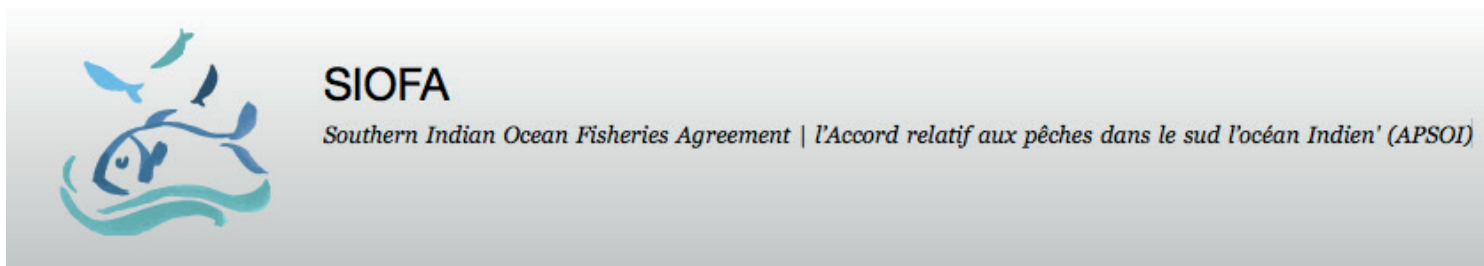 SIOFA
Southern Indian Ocean Fisheries Agreement | l’Accord relatif aux pêches dans le sud l’océan Indien' (APSOI)